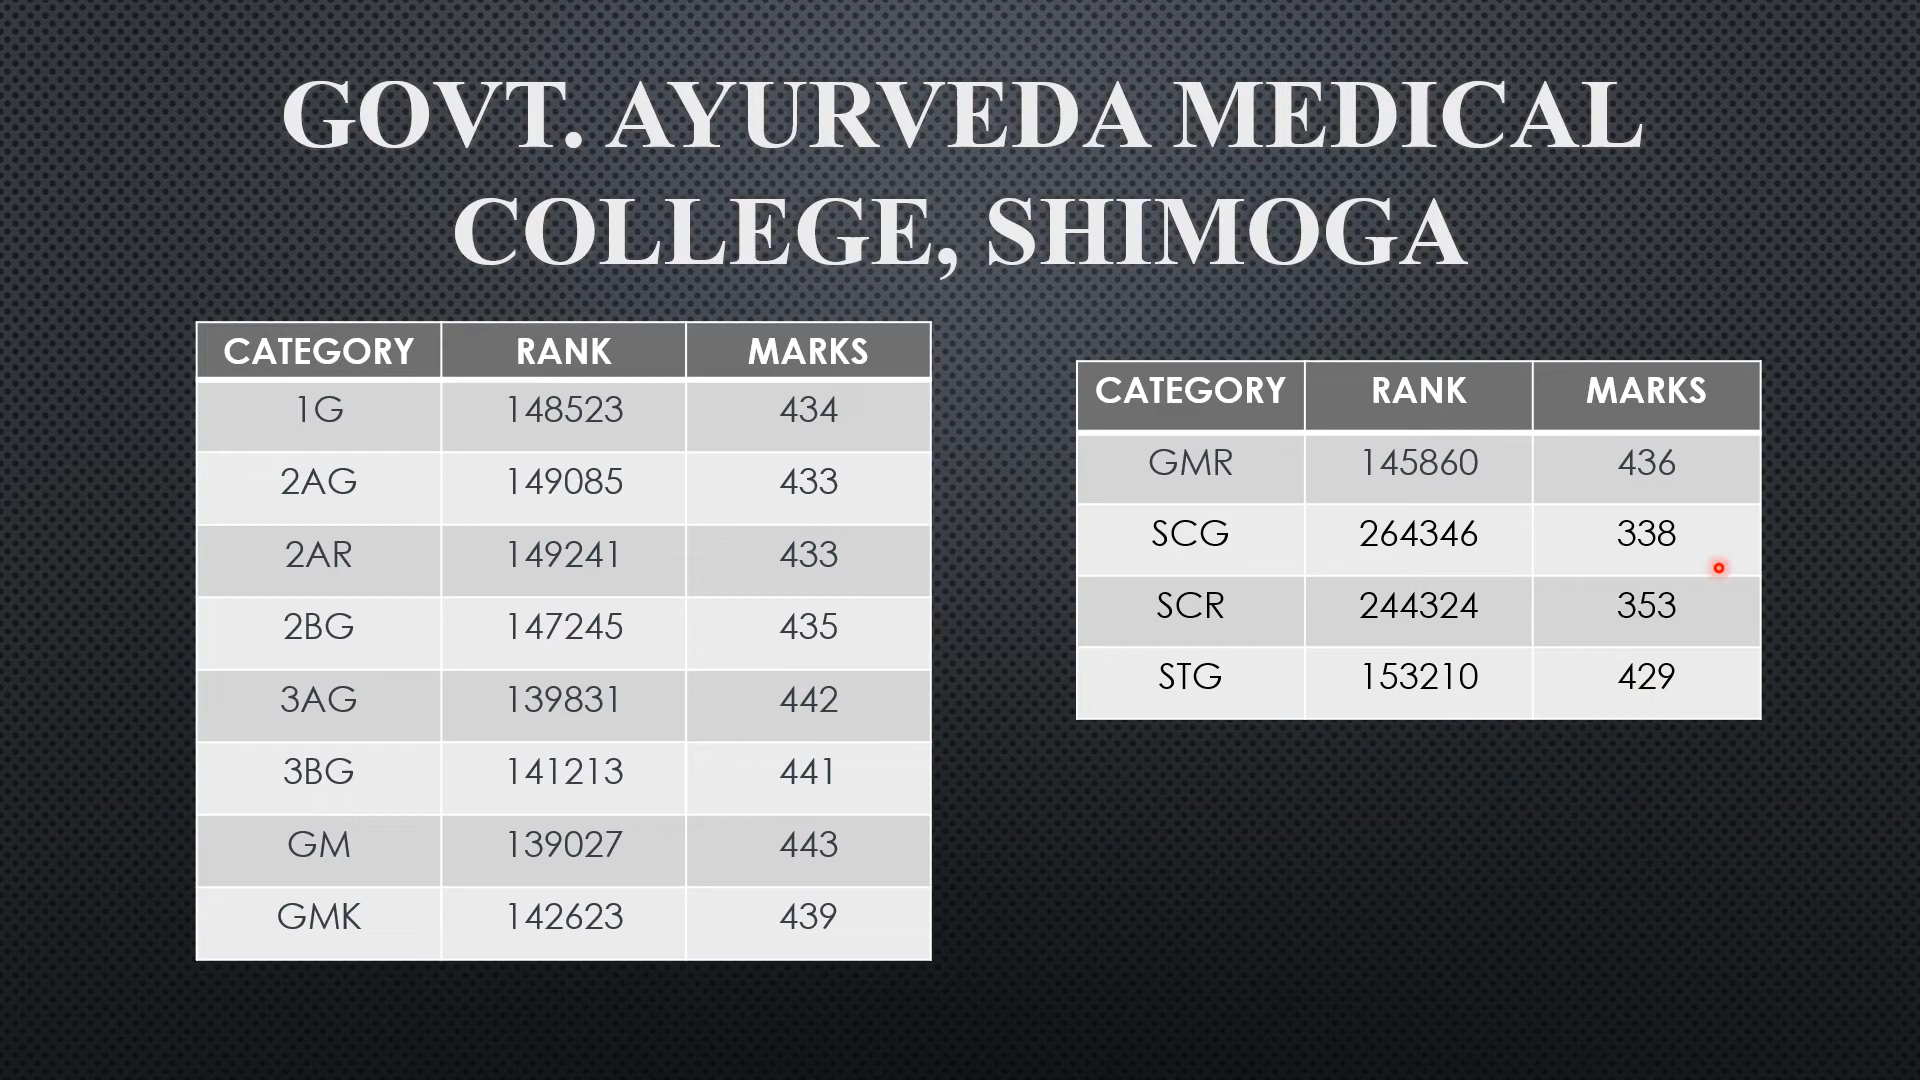 GOVT. AYURVEDA MEDICAL
COLLEGE, SHIMOGA
CATEGORY RANK MARKS
1G 148523 434
2AG 149085 433
2AR 149241 433
2BG 147245 435
3AG 139831 442
3BG 141213 441
GM 139027 443
GMK 142623 439
CATEGORY RANK MARKS
GMR 145860 436
SCG 264346 338
SCR 244324 353
STG 153210 429